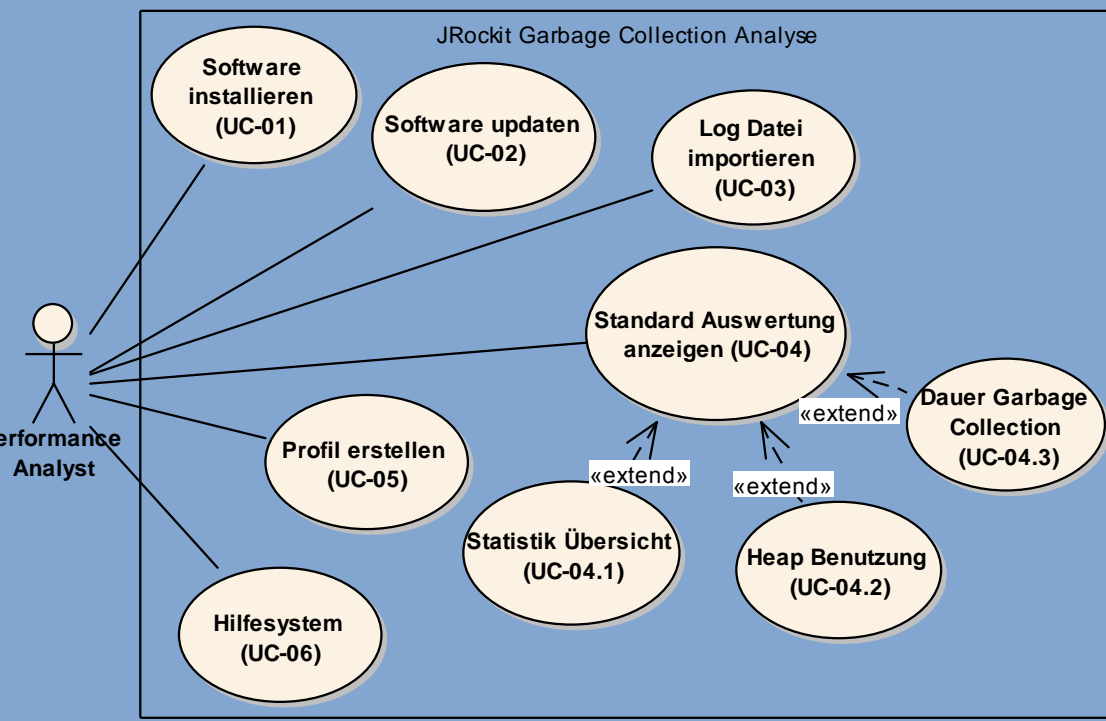 JRockit Garbage Collection Analyse
Software
installieren
(UC-01)
Software updaten
(UC-02)
Log Datei
importieren
(UC-03)
Standard Auswertung
anzeigen (UC-04)
Dauer Garbage
Collection
(UC-04.3)
«extend»
«extend»
«extend»
erformance
Analyst
Profil erstellen
(UC-05)
Statistik Übersicht
(UC-04.1)
Heap Benutzung
(UC-04.2)
Hilfesystem
(UC-06)